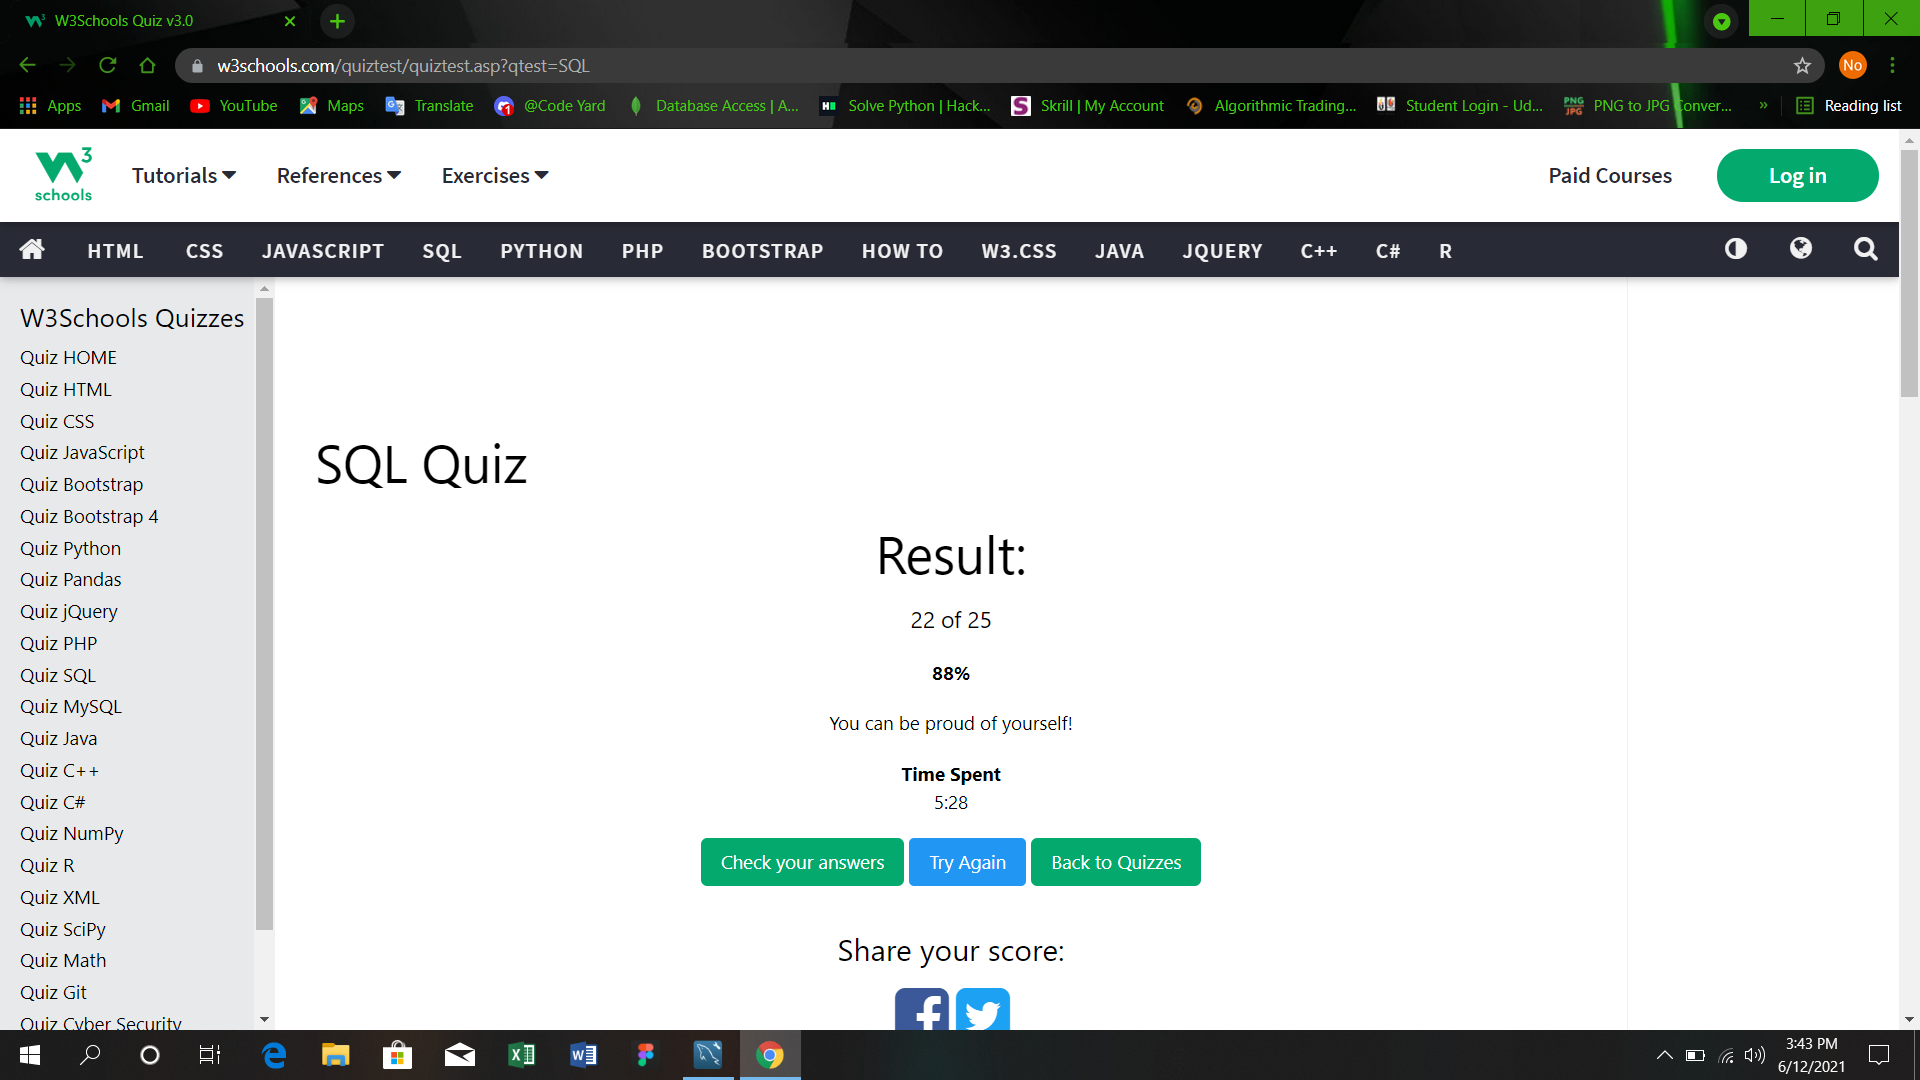 W3Schools Quiz v3.0
w3schools.com/quiztest/quiztest.asp?qtest=SQL
No
Apps
Gmail
YouTube
Maps
Translate
@Code Yard
Database Access | A...
Solve Python | Hack...
Skrill | My Account
Algorithmic Trading...
Student Login - Ud...
PNG to JPG Conver...
»
Reading list
W3 schools
Tutorials
References
Exercises
Paid Courses
Log in
HTML
CSS
JAVASCRIPT
SQL
PYTHON
PHP
BOOTSTRAP
HOW TO
W3.CSS
JAVA
JQUERY
C++
C#
R
W3Schools Quizzes
Quiz HOME
Quiz HTML
Quiz CSS
Quiz JavaScript
Quiz Bootstrap
Quiz Bootstrap 4
Quiz Python
Quiz Pandas
Quiz jQuery
Quiz PHP
Quiz SQL
Quiz MySQL
Quiz Java
Quiz C++
Quiz C#
Quiz NumPy
Quiz R
Quiz XML
Quiz SciPy
Quiz Math
Quiz Git
Quiz Cyber Security
SQL Quiz
Result:
22 of 25
88%
You can be proud of yourself!
Time Spent
5:28
Check your answers
Try Again
Back to Quizzes
Share your score:
3:43 PM
6/12/2021